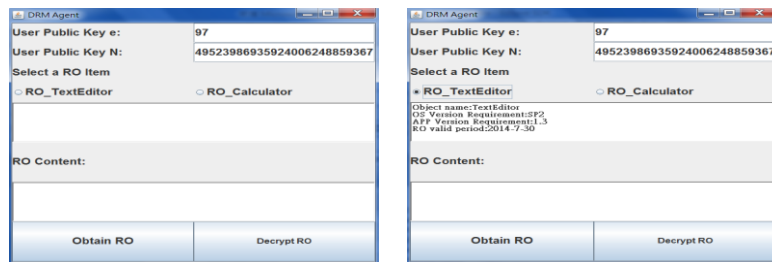 DRM Agent
User Public Key e: 97
User Public Key N: 49523986935924006248859367
Select a RO Item
RO_TextEditor RO_Calculator
RO Content:
Obtain RO Decrypt RO
DRM Agent
User Public Key e: 97
User Public Key N: 49523986935924006248859367
Select a RO Item
RO_TextEditor RO_Calculator
Object name:TextEditor
OS Version Requirement:SP2
APP Version Requirement:1.3
RO valid period:2014-7-30
RO Content:
Obtain RO Decrypt RO